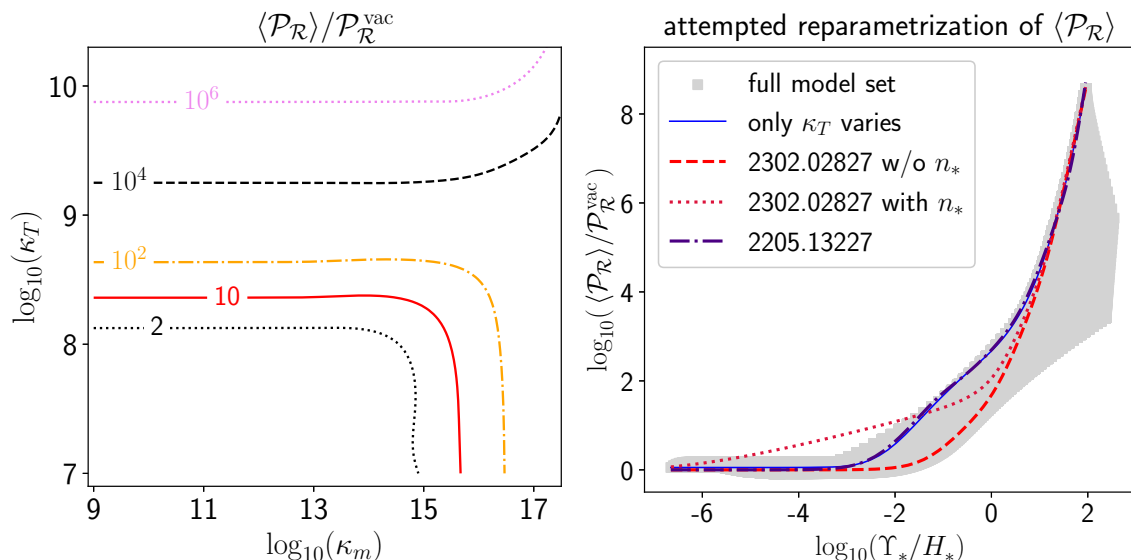 ⟨P_R⟩/P_R^vac
10
9
8
7
log₁₀(κ_T)
10⁶
10⁴
10²
10
2
9 11 13 15 17
log₁₀(κ_m)
attempted reparametrization of ⟨P_R⟩
full model set
only κ_T varies
2302.02827 w/o n_*
2302.02827 with n_*
2205.13227
8
6
4
2
0
log₁₀(⟨P_R⟩/P_R^vac)
-6 -4 -2 0 2
log₁₀(Υ_*/H_*)